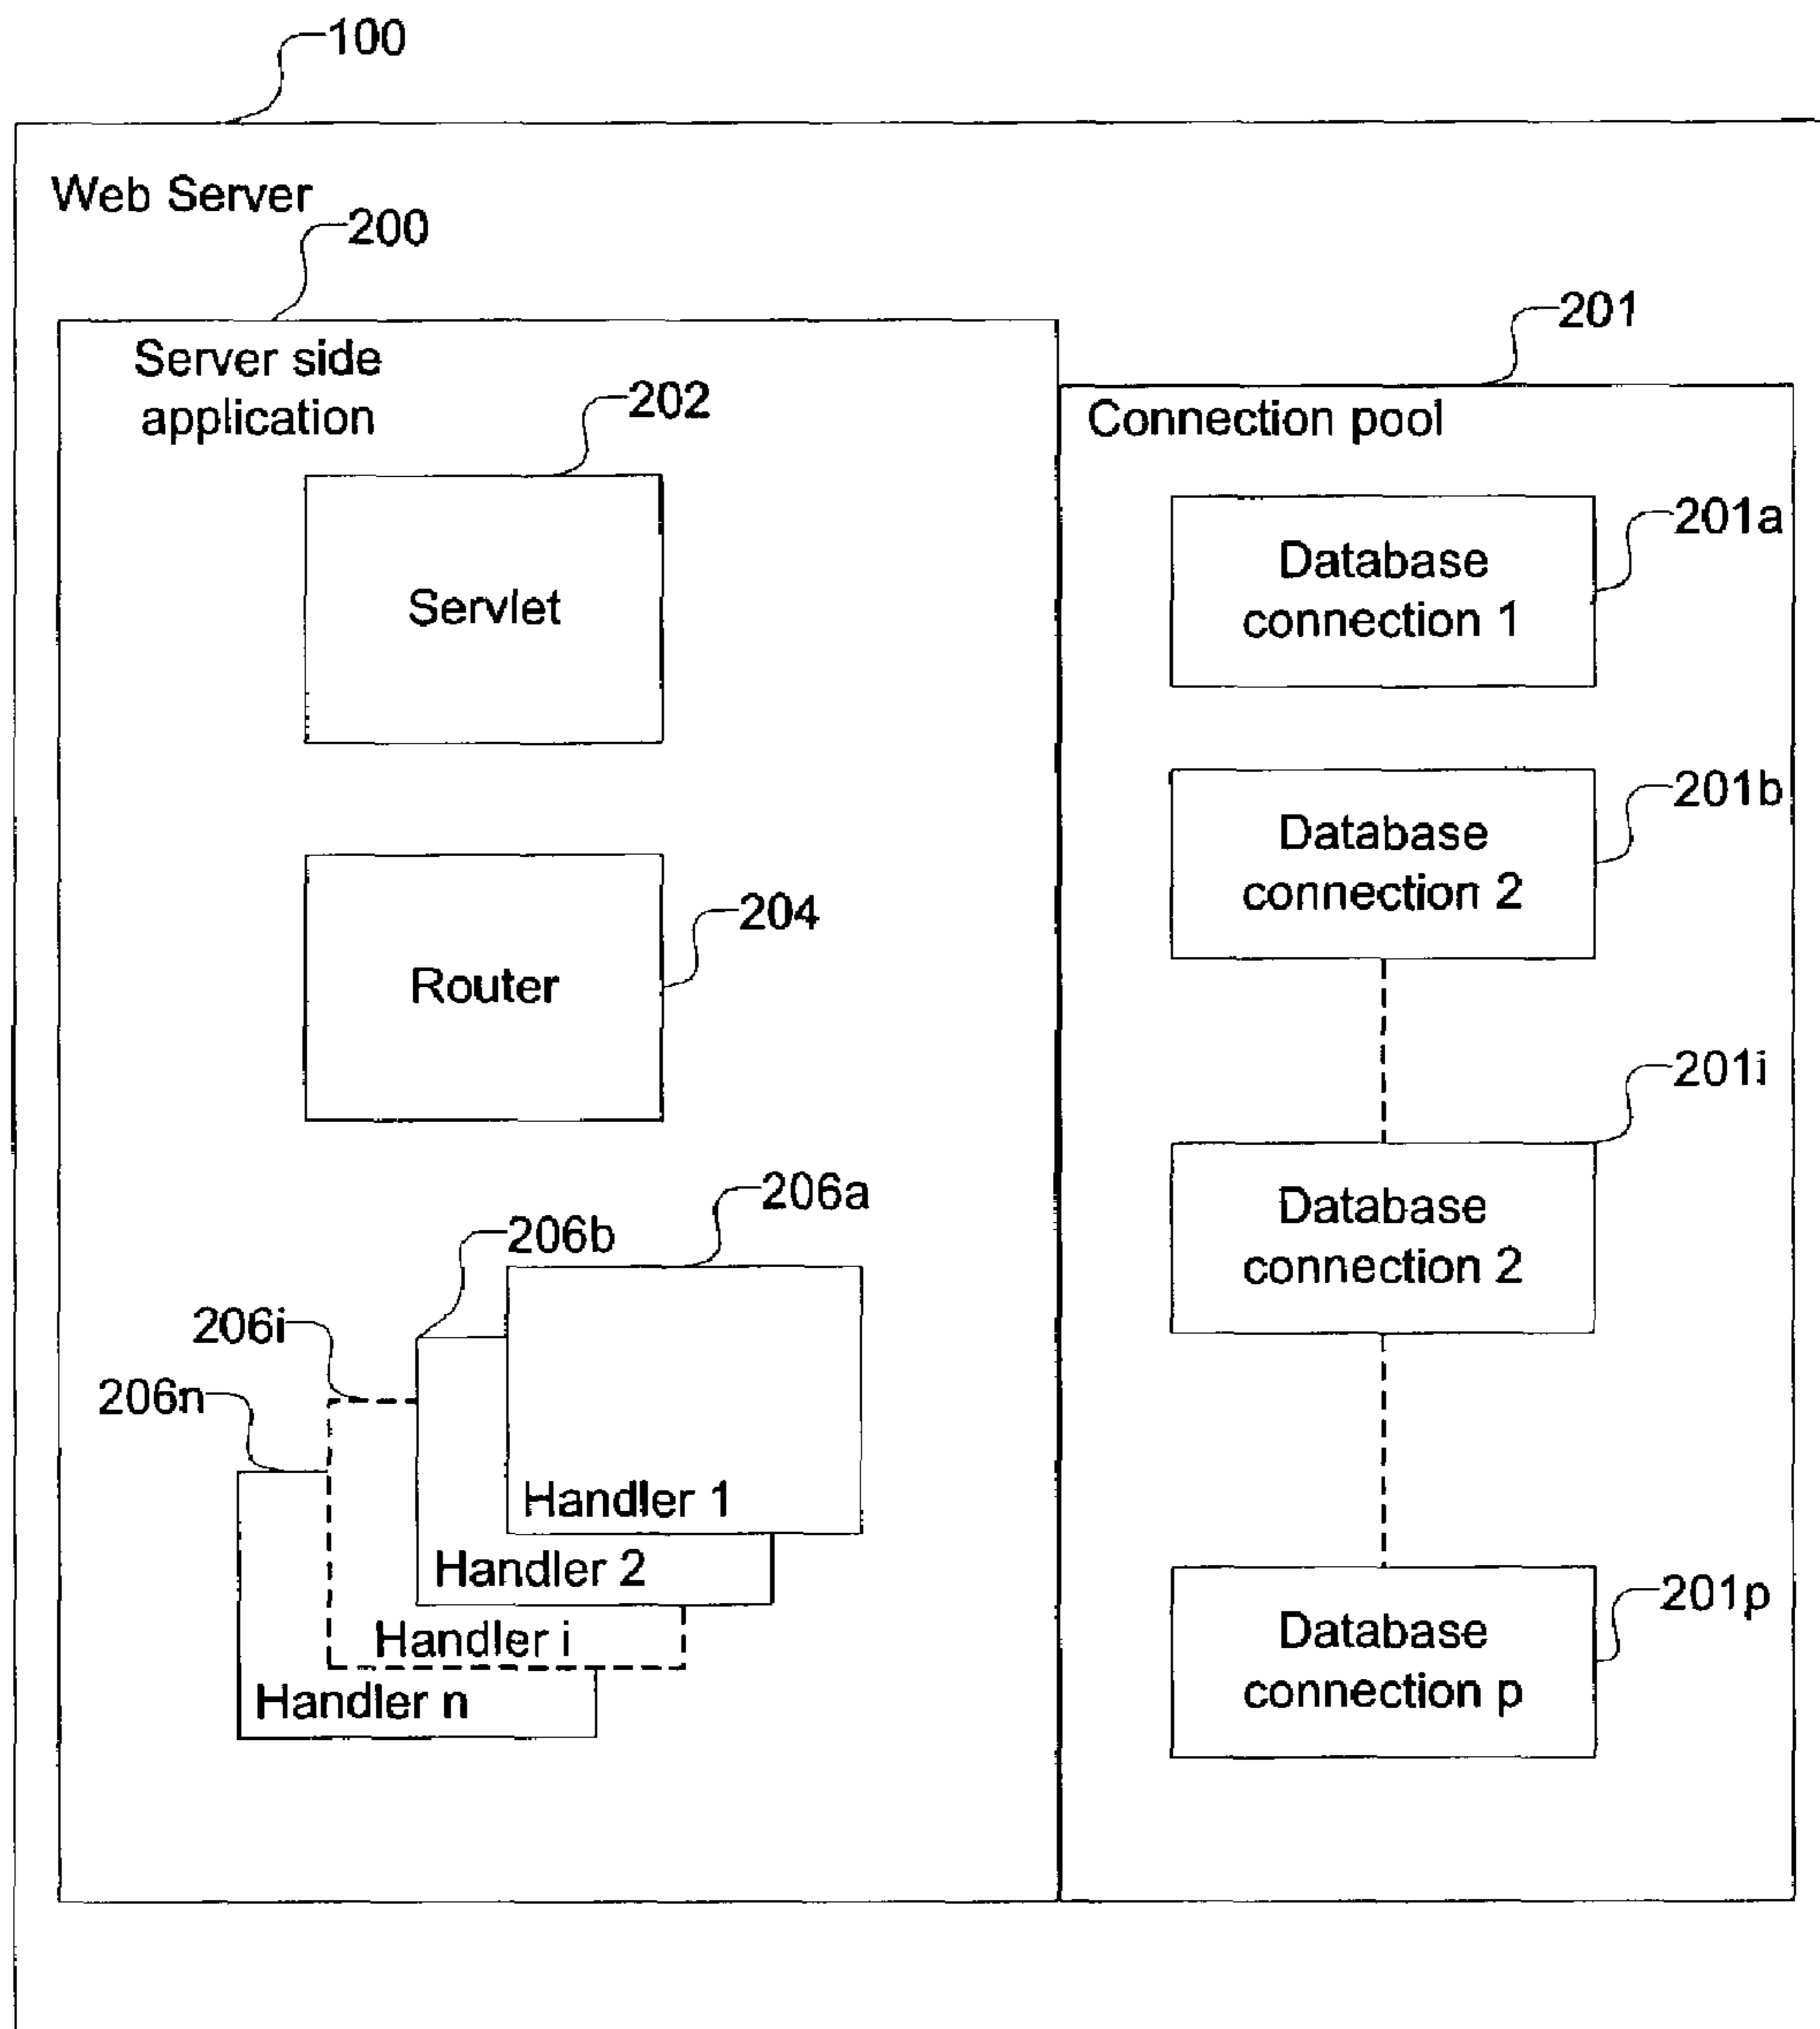 100
Web Server
200
201
Server side
application
202
Servlet
204
Router
206a
206b
206i
206n
Handler 1
Handler 2
Handler i
Handler n
Connection pool
201a
Database
connection 1
201b
Database
connection 2
201i
Database
connection 2
201p
Database
connection p